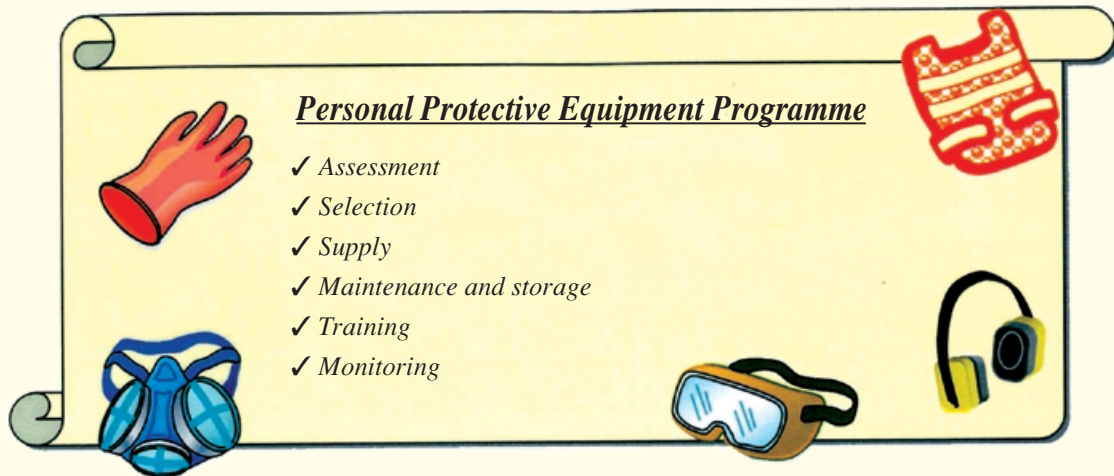 Personal Protective Equipment Programme
✓ Assessment
✓ Selection
✓ Supply
✓ Maintenance and storage
✓ Training
✓ Monitoring